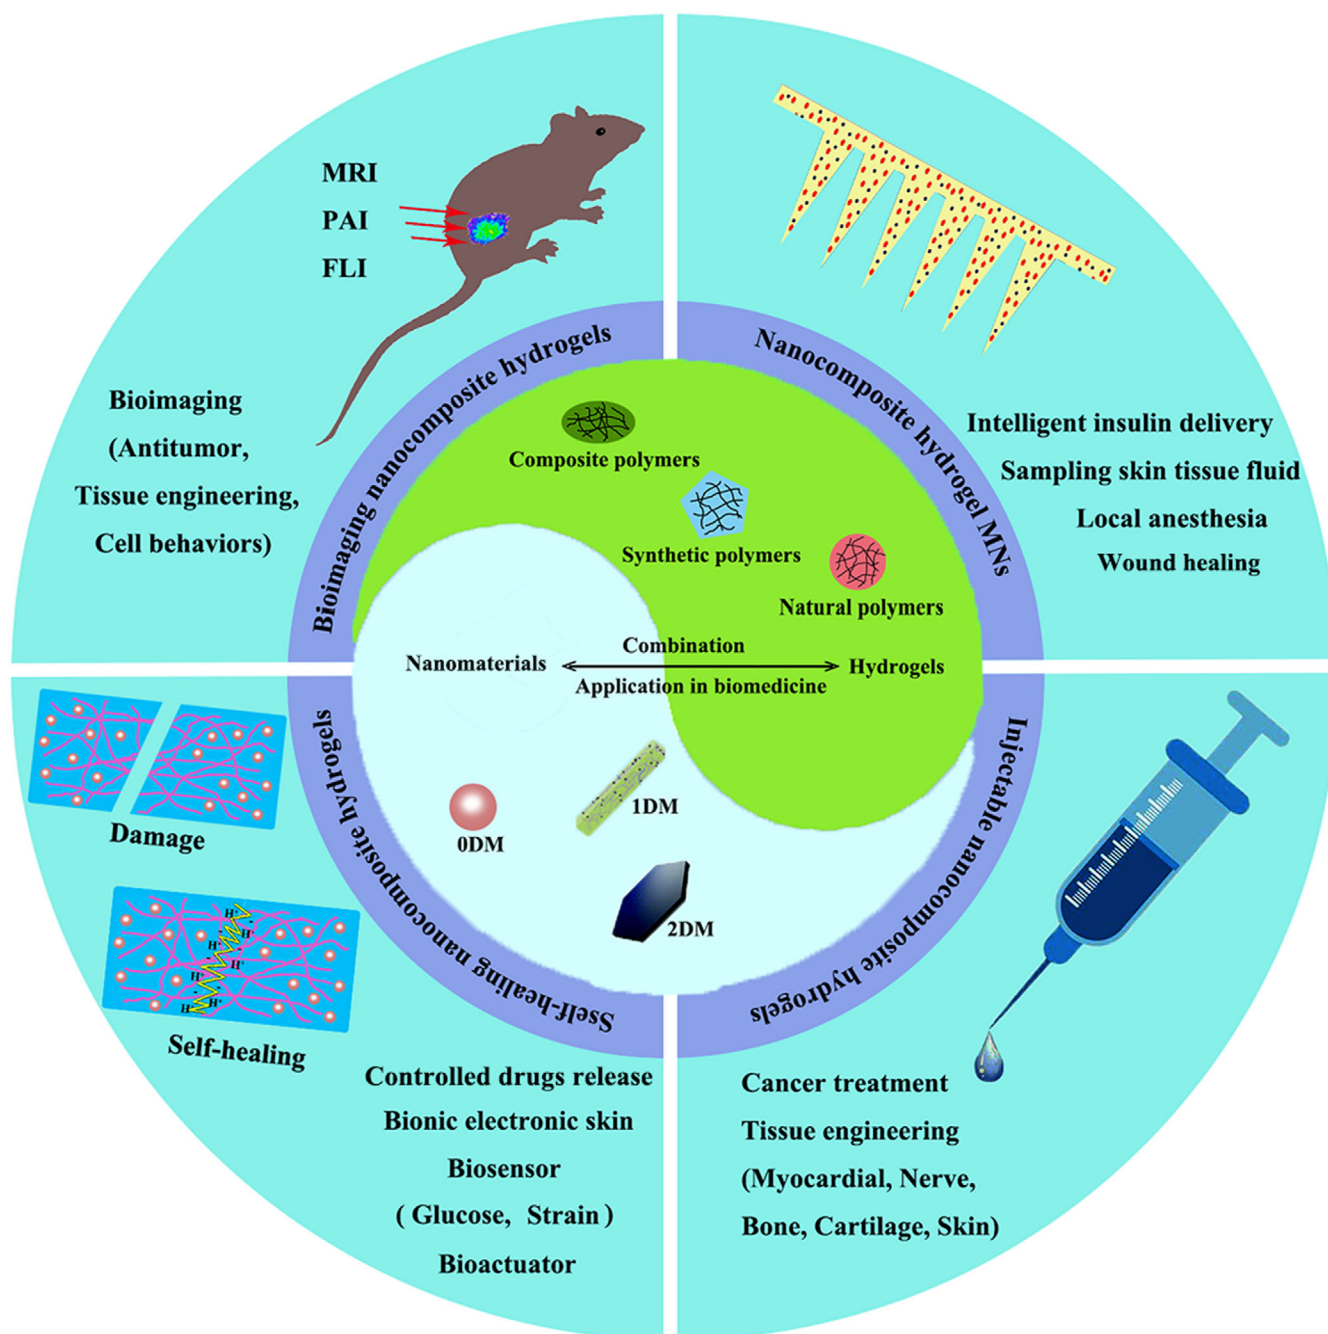 MRI
PAI
FLI
Bioimaging
(Antitumor,
Tissue engineering,
Cell behaviors)
Bioimaging nanocomposite hydrogels
Nanocomposite hydrogel MNs
Intelligent insulin delivery
Sampling skin tissue fluid
Local anesthesia
Wound healing
Composite polymers
Synthetic polymers
Natural polymers
Combination
Nanomaterials
Hydrogels
Application in biomedicine
0DM
1DM
2DM
Damage
H+
H+
H+
H+
H+
H+
H
Self-healing
Sself-healing nanocomposite hydrogels
Controlled drugs release
Bionic electronic skin
Biosensor
( Glucose, Strain )
Bioactuator
Injectable nanocomposite hydrogels
Cancer treatment
Tissue engineering
(Myocardial, Nerve,
Bone, Cartilage, Skin)